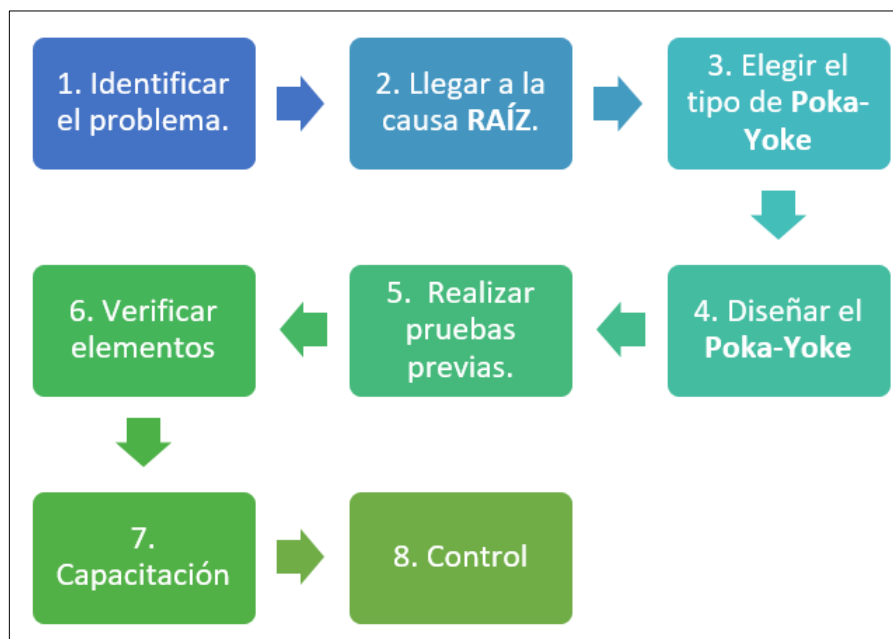 1. Identificar
el problema.
2. Llegar a la
causa RAÍZ.
3. Elegir el
tipo de Poka-
Yoke
4. Diseñar el
Poka-Yoke
5.  Realizar
pruebas
previas.
6. Verificar
elementos
7.
Capacitación
8. Control